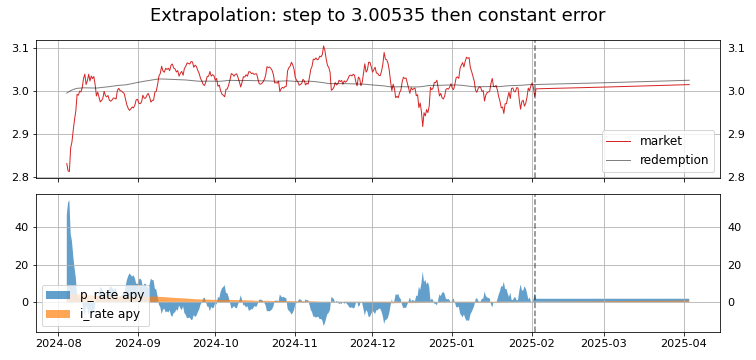 Extrapolation: step to 3.00535 then constant error
3.1 3.1
3.0 3.0
2.9 2.9
market
redemption
2.8 2.8
40 40
20 20
p_rate apy
0 0
i_rate apy
2024-08 2024-09 2024-10 2024-11 2024-12 2025-01 2025-02 2025-03 2025-04